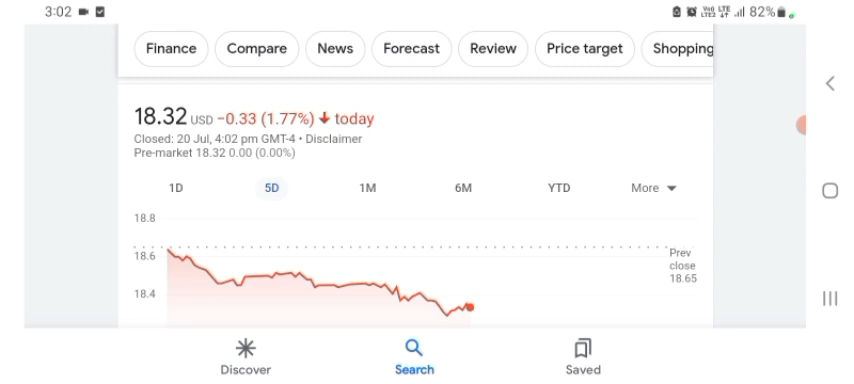 3:02 82%
Finance Compare News Forecast Review Price target Shopping
18.32 USD −0.33 (1.77%) today
Closed: 20 Jul, 4:02 pm GMT-4 • Disclaimer
Pre-market 18.32 0.00 (0.00%)
1D 5D 1M 6M YTD More
18.8
18.6
Prev
close
18.65
18.4
Discover Search Saved